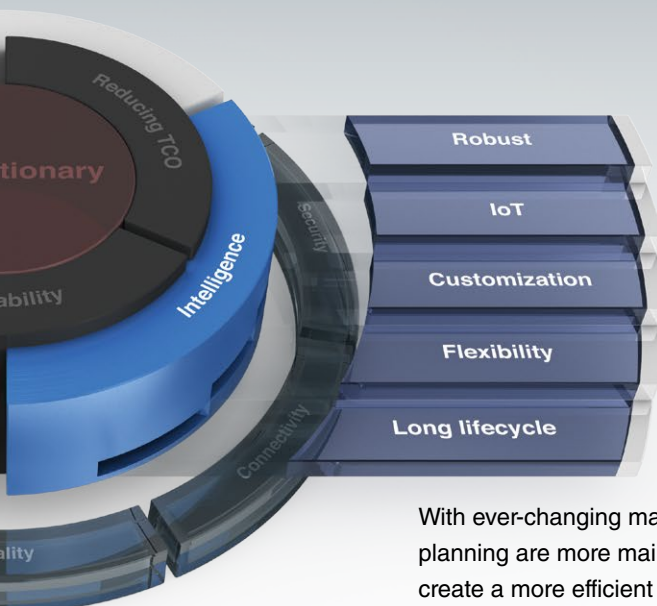 Reducing TCO
tionary
ability
Intelligence
Security
Connectivity
ality
Robust
IoT
Customization
Flexibility
Long lifecycle
With ever-changing ma
planning are more mai
create a more efficient